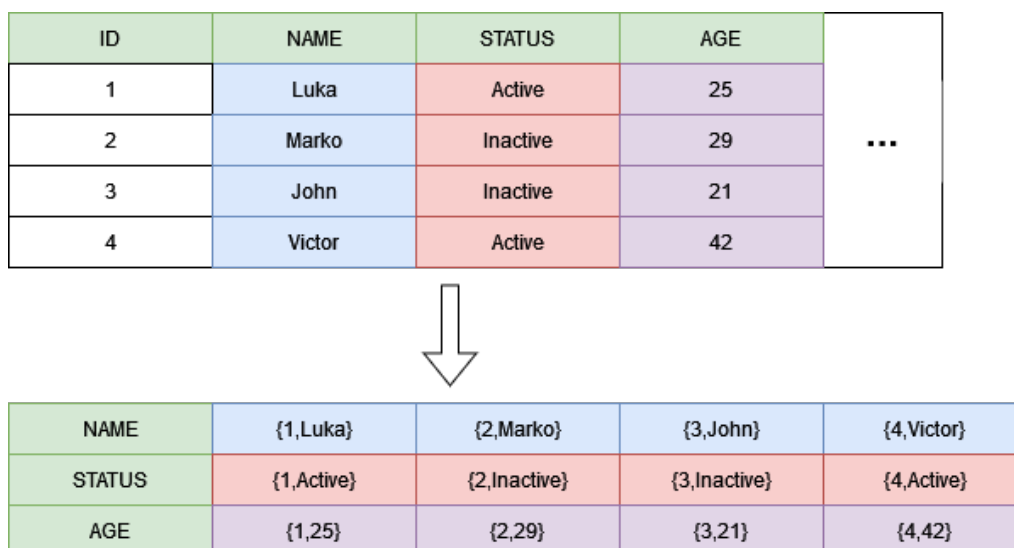 ID NAME STATUS AGE
1 Luka Active 25 ...
2 Marko Inactive 29
3 John Inactive 21
4 Victor Active 42
NAME {1,Luka} {2,Marko} {3,John} {4,Victor}
STATUS {1,Active} {2,Inactive} {3,Inactive} {4,Active}
AGE {1,25} {2,29} {3,21} {4,42}